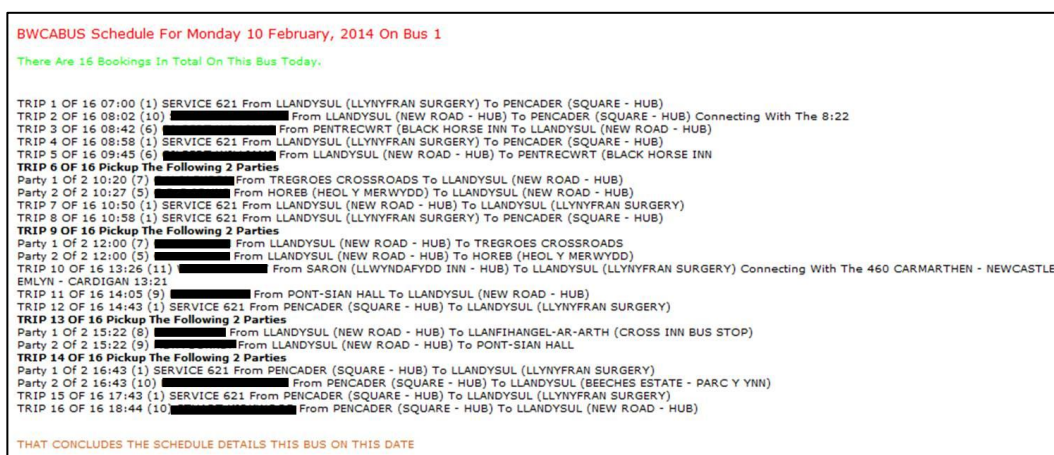 BWCABUS Schedule For Monday 10 February, 2014 On Bus 1
There Are 16 Bookings In Total On This Bus Today.
TRIP 1 OF 16 07:00 (1) SERVICE 621 From LLANDYSUL (LLYNYFRAN SURGERY) To PENCADER (SQUARE - HUB)
TRIP 2 OF 16 08:02 (10) From LLANDYSUL (NEW ROAD - HUB) To PENCADER (SQUARE - HUB) Connecting With The 8:22
TRIP 3 OF 16 08:42 (6) From PENTRECWRT (BLACK HORSE INN To LLANDYSUL (NEW ROAD - HUB)
TRIP 4 OF 16 08:58 (1) SERVICE 621 From LLANDYSUL (LLYNYFRAN SURGERY) To PENCADER (SQUARE - HUB)
TRIP 5 OF 16 09:45 (6) From LLANDYSUL (NEW ROAD - HUB) To PENTRECWRT (BLACK HORSE INN
TRIP 6 OF 16 Pickup The Following 2 Parties
Party 1 Of 2 10:20 (7) From TREGROES CROSSROADS To LLANDYSUL (NEW ROAD - HUB)
Party 2 Of 2 10:27 (5) From HOREB (HEOL Y MERWYDD) To LLANDYSUL (NEW ROAD - HUB)
TRIP 7 OF 16 10:50 (1) SERVICE 621 From LLANDYSUL (NEW ROAD - HUB) To LLANDYSUL (LLYNYFRAN SURGERY)
TRIP 8 OF 16 10:58 (1) SERVICE 621 From LLANDYSUL (LLYNYFRAN SURGERY) To PENCADER (SQUARE - HUB)
TRIP 9 OF 16 Pickup The Following 2 Parties
Party 1 Of 2 12:00 (7) From LLANDYSUL (NEW ROAD - HUB) To TREGROES CROSSROADS
Party 2 Of 2 12:00 (5) From LLANDYSUL (NEW ROAD - HUB) To HOREB (HEOL Y MERWYDD)
TRIP 10 OF 16 13:26 (11) From SARON (LLWYNDAFYDD INN - HUB) To LLANDYSUL (LLYNYFRAN SURGERY) Connecting With The 460 CARMARTHEN - NEWCASTLE
EMLYN - CARDIGAN 13:21
TRIP 11 OF 16 14:05 (9) From PONT-SIAN HALL To LLANDYSUL (NEW ROAD - HUB)
TRIP 12 OF 16 14:43 (1) SERVICE 621 From PENCADER (SQUARE - HUB) To LLANDYSUL (LLYNYFRAN SURGERY)
TRIP 13 OF 16 Pickup The Following 2 Parties
Party 1 Of 2 15:22 (8) From LLANDYSUL (NEW ROAD - HUB) To LLANFIHANGEL-AR-ARTH (CROSS INN BUS STOP)
Party 2 Of 2 15:22 (9) From LLANDYSUL (NEW ROAD - HUB) To PONT-SIAN HALL
TRIP 14 OF 16 Pickup The Following 2 Parties
Party 1 Of 2 16:43 (1) SERVICE 621 From PENCADER (SQUARE - HUB) To LLANDYSUL (LLYNYFRAN SURGERY)
Party 2 Of 2 16:43 (10) From PENCADER (SQUARE - HUB) To LLANDYSUL (BEECHES ESTATE - PARC Y YNN)
TRIP 15 OF 16 17:43 (1) SERVICE 621 From PENCADER (SQUARE - HUB) To LLANDYSUL (LLYNYFRAN SURGERY)
TRIP 16 OF 16 18:44 (10) From PENCADER (SQUARE - HUB) To LLANDYSUL (NEW ROAD - HUB)
THAT CONCLUDES THE SCHEDULE DETAILS THIS BUS ON THIS DATE